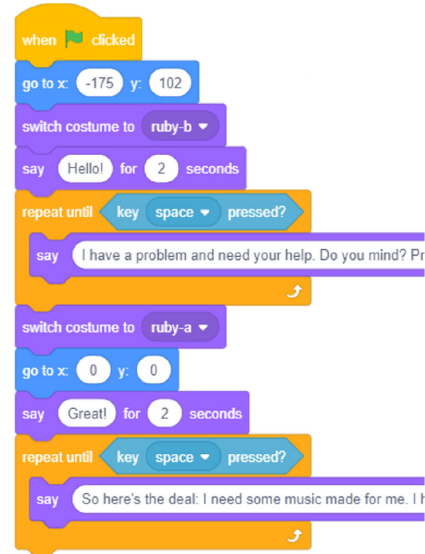 when clicked
go to x: -175 y: 102
switch costume to ruby-b
say Hello! for 2 seconds
repeat until key space pressed?
say I have a problem and need your help. Do you mind?
switch costume to ruby-a
go to x: 0 y: 0
say Great! for 2 seconds
repeat until key space pressed?
say So here's the deal: I need some music made for me. I